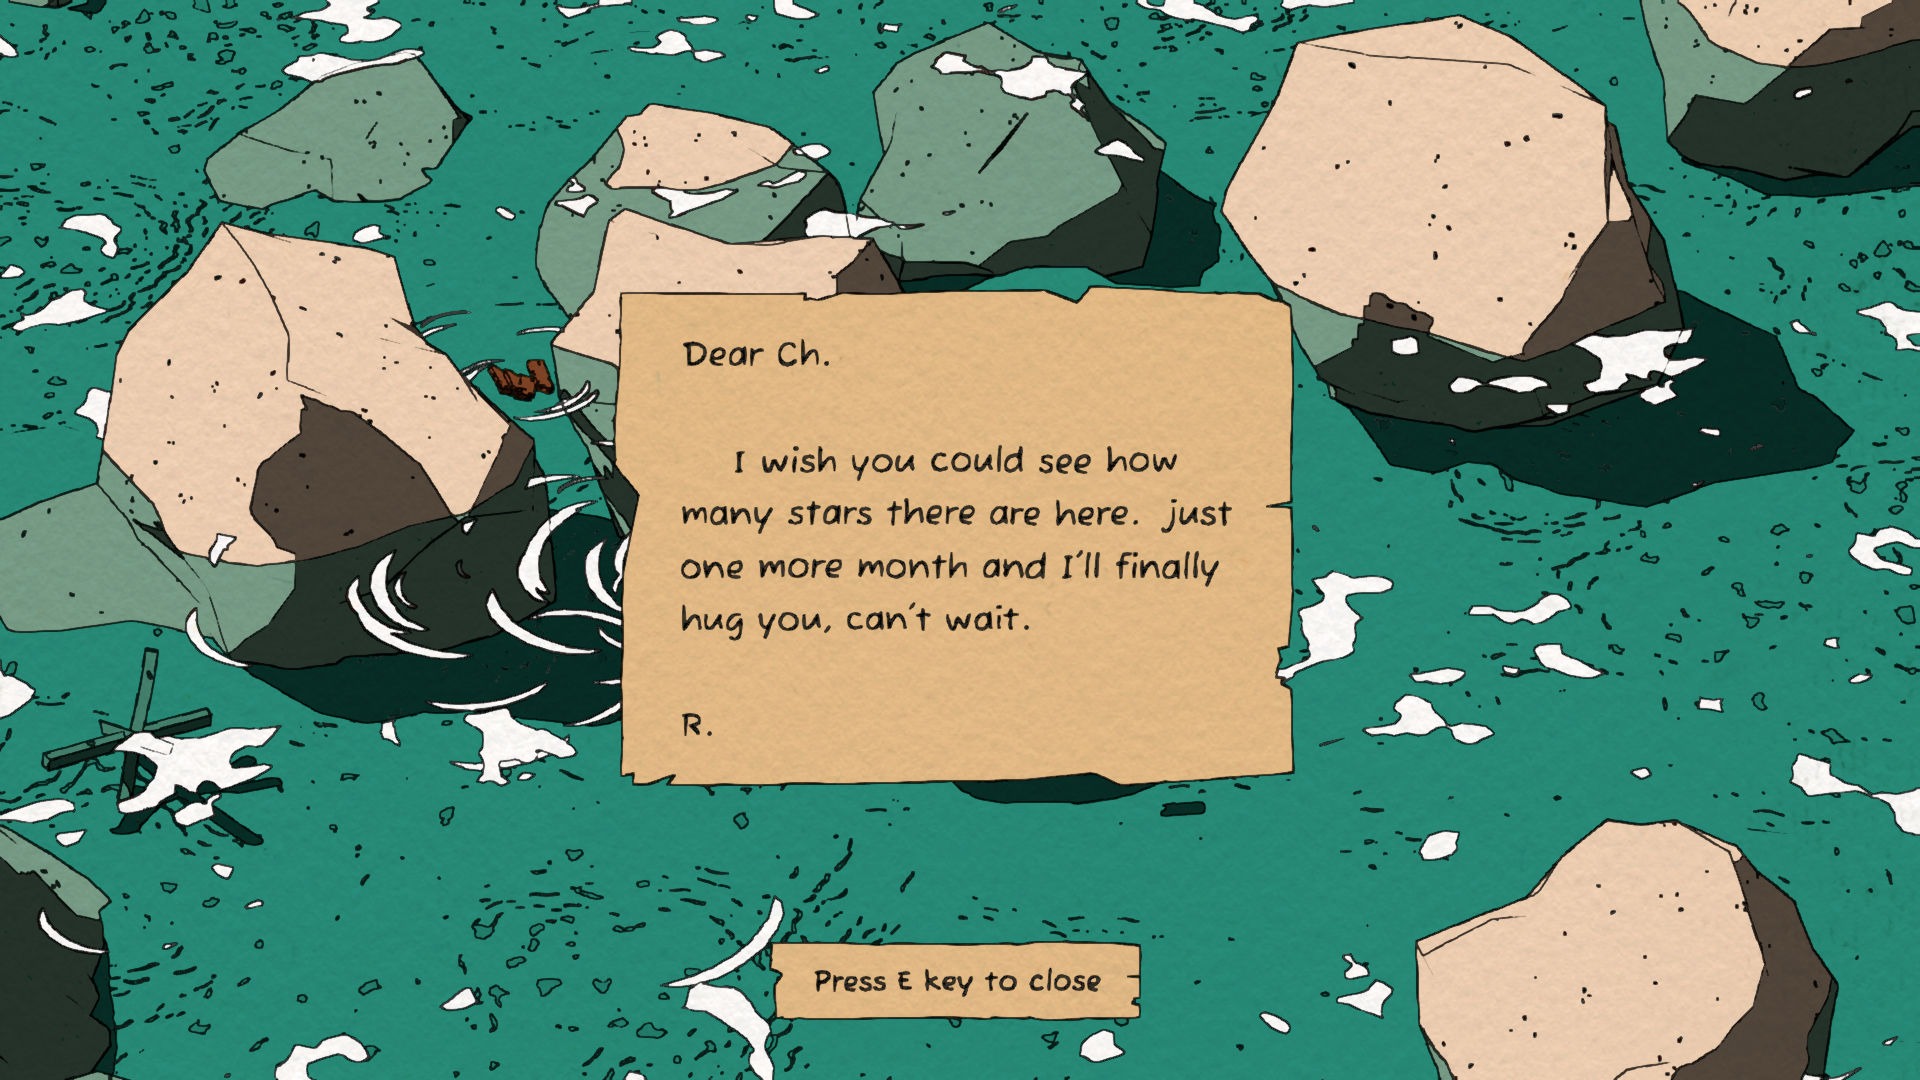 Dear Ch.
I wish you could see how
many stars there are here. just
one more month and I'll finally
hug you, can't wait.
R.
Press E key to close